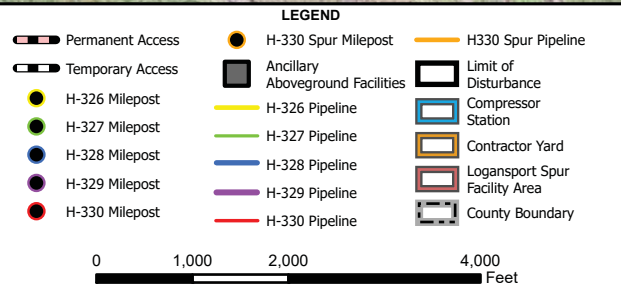 LEGEND
Permanent Access
Temporary Access
H-326 Milepost
H-327 Milepost
H-328 Milepost
H-329 Milepost
H-330 Milepost
H-330 Spur Milepost
Ancillary
Aboveground Facilities
H-326 Pipeline
H-327 Pipeline
H-328 Pipeline
H-329 Pipeline
H-330 Pipeline
H330 Spur Pipeline
Limit of
Disturbance
Compressor
Station
Contractor Yard
Logansport Spur
Facility Area
County Boundary
0 1,000 2,000 4,000
Feet